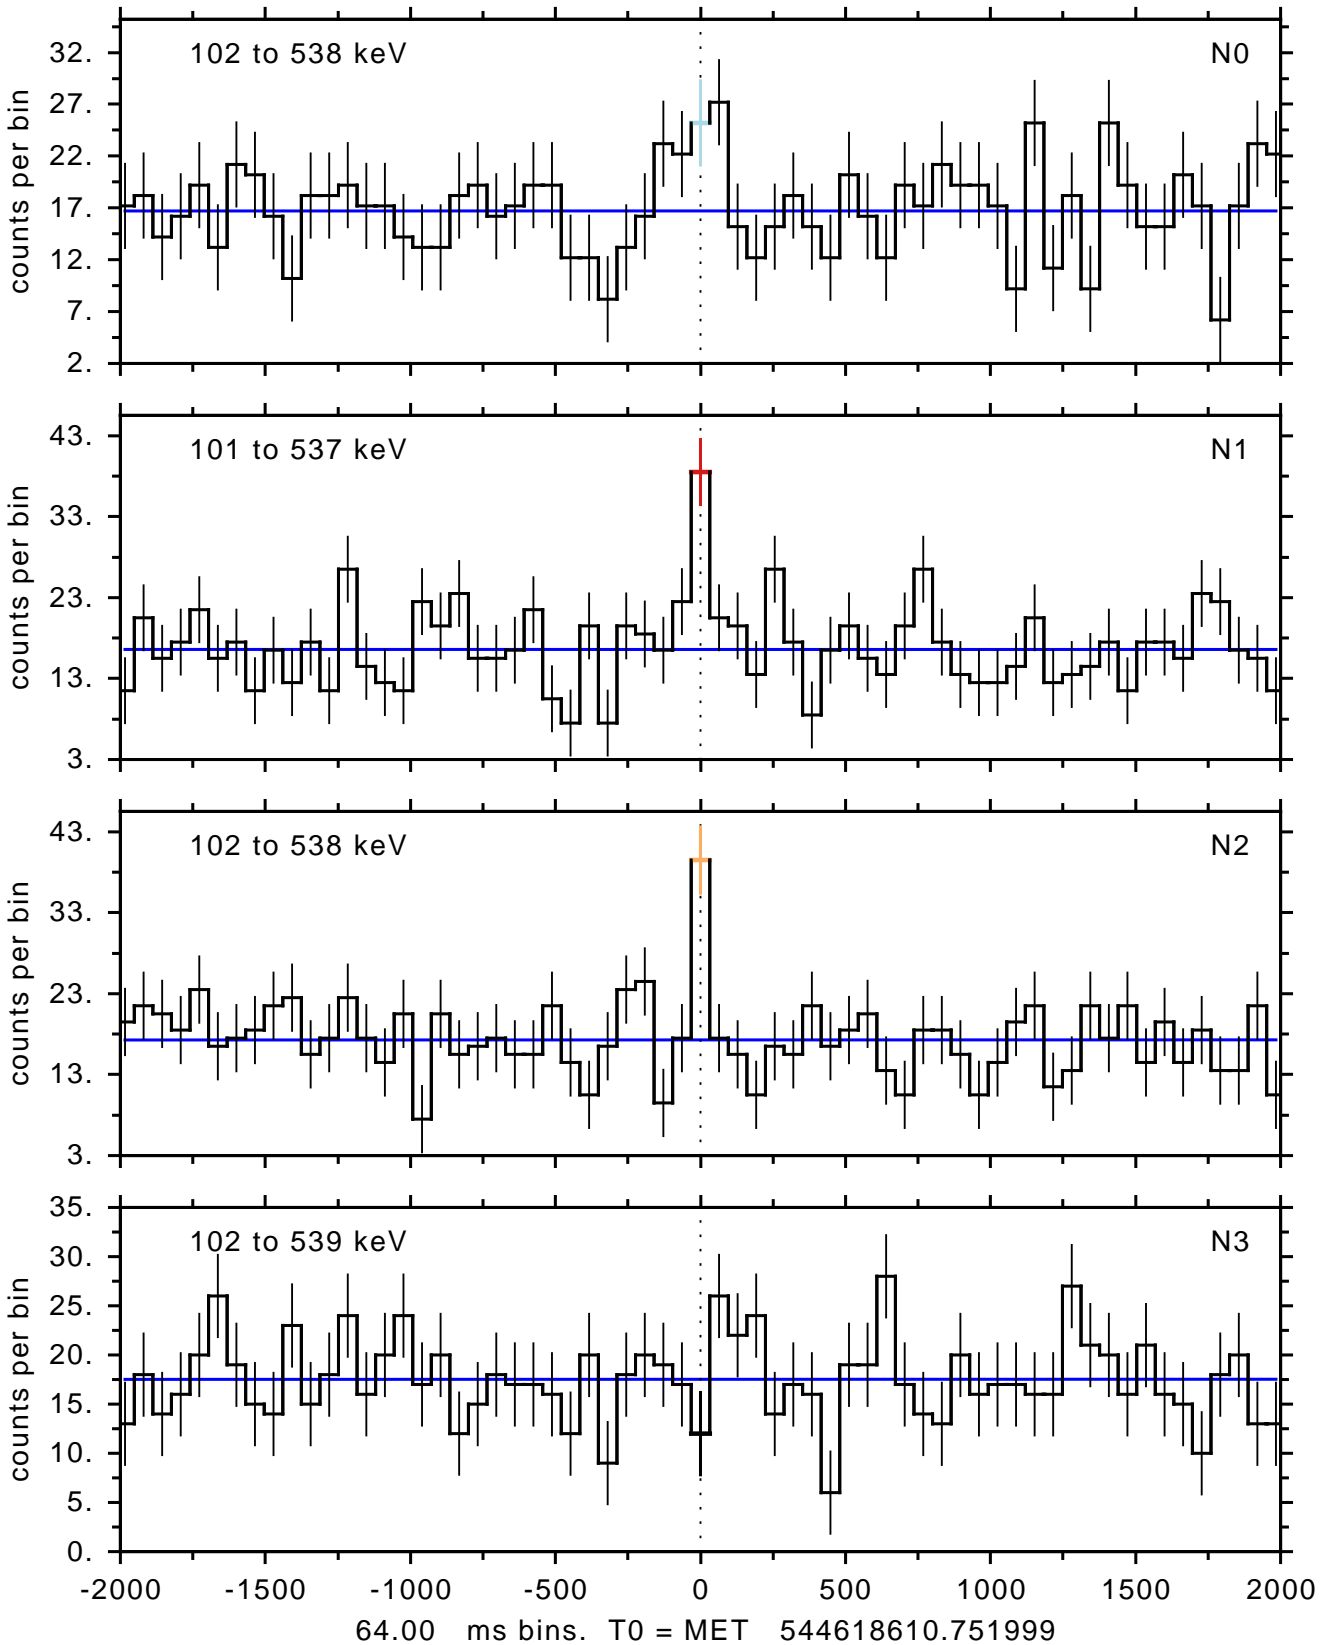 102 to 538 keV N0
32.
27.
22.
17.
12.
7.
2.
counts per bin
101 to 537 keV N1
43.
33.
23.
13.
3.
counts per bin
102 to 538 keV N2
43.
33.
23.
13.
3.
counts per bin
102 to 539 keV N3
35.
30.
25.
20.
15.
10.
5.
0.
counts per bin
-2000 -1500 -1000 -500 0 500 1000 1500 2000
64.00 ms bins. T0 = MET 544618610.751999